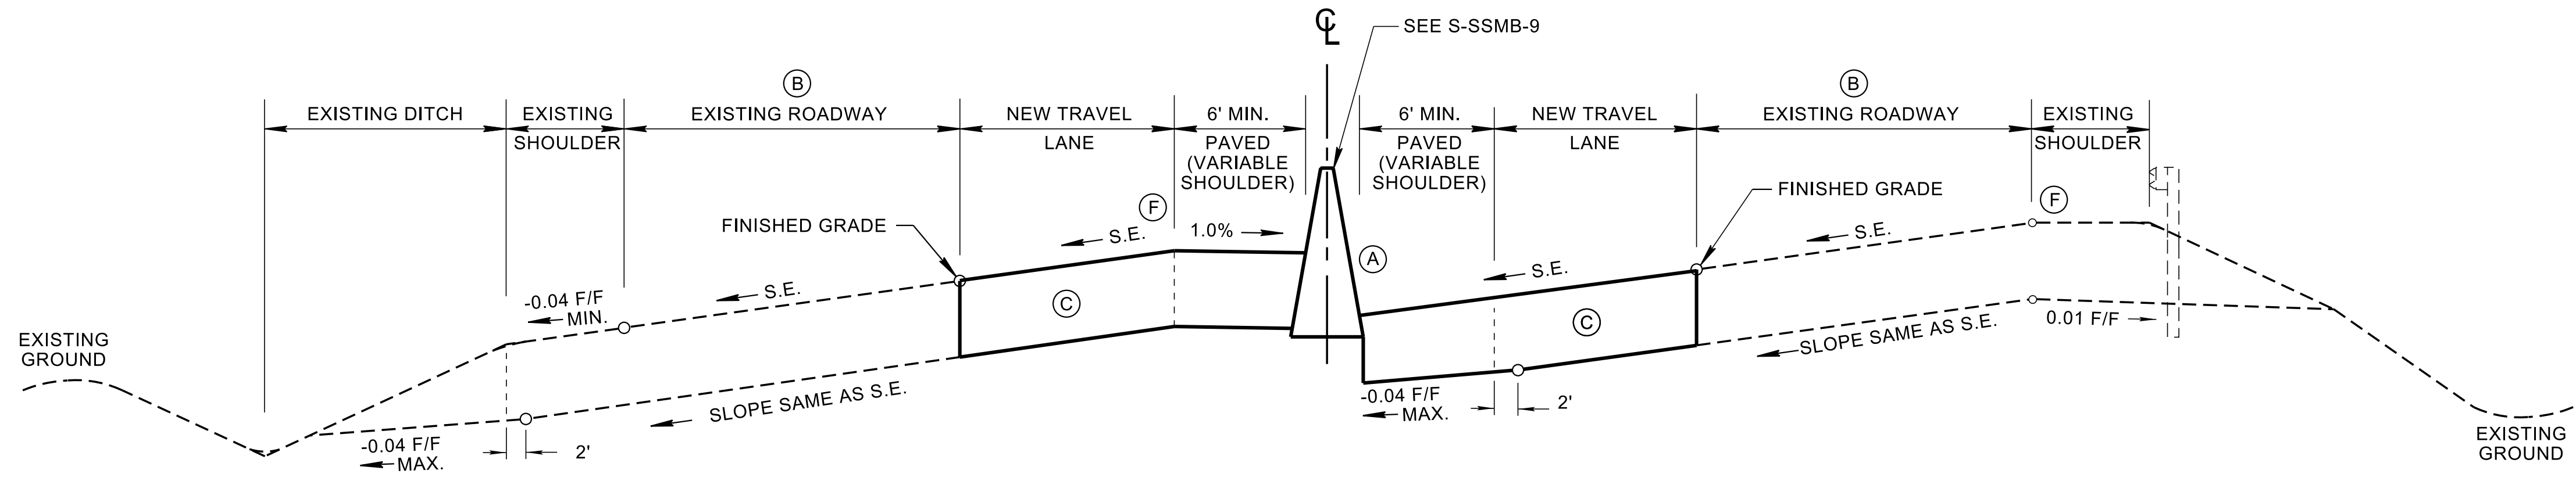 ℄
SEE S-SSMB-9
B
B
EXISTING DITCH
EXISTING
SHOULDER
EXISTING ROADWAY
NEW TRAVEL
LANE
6' MIN.
PAVED
(VARIABLE
SHOULDER)
6' MIN.
PAVED
(VARIABLE
SHOULDER)
NEW TRAVEL
LANE
EXISTING ROADWAY
EXISTING
SHOULDER
FINISHED GRADE
F
S.E.
1.0%
A
FINISHED GRADE
F
S.E.
S.E.
S.E.
-0.04 F/F
MIN.
C
C
EXISTING
GROUND
SLOPE SAME AS S.E.
SLOPE SAME AS S.E.
0.01 F/F
-0.04 F/F
MAX.
2'
-0.04 F/F
MAX.
2'
EXISTING
GROUND